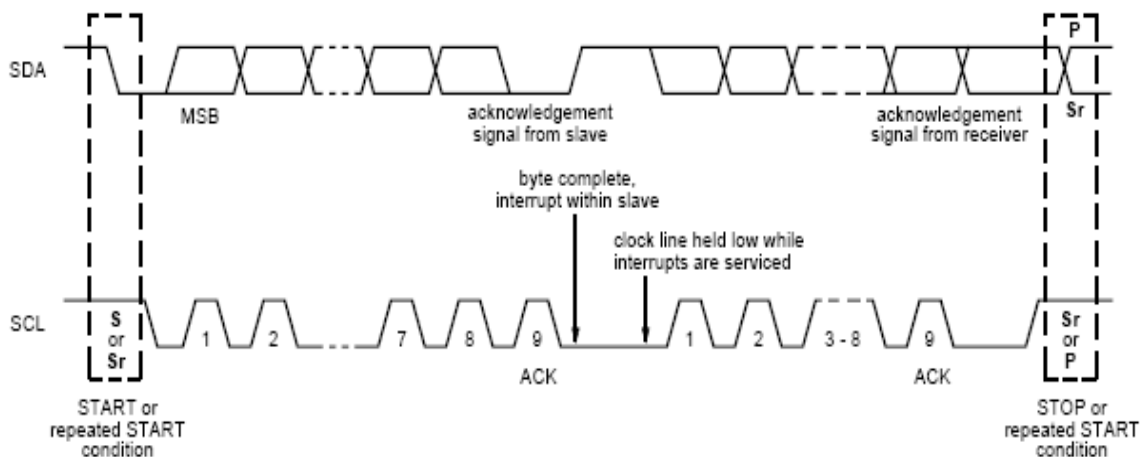 P
SDA
MSB
acknowledgement
signal from slave
acknowledgement
signal from receiver
Sr
byte complete,
interrupt within slave
clock line held low while
interrupts are serviced
SCL
S
or
Sr
1
2
7
8
9
1
2
3 - 8
9
Sr
or
P
ACK
ACK
START or
repeated START
condition
STOP or
repeated START
condition